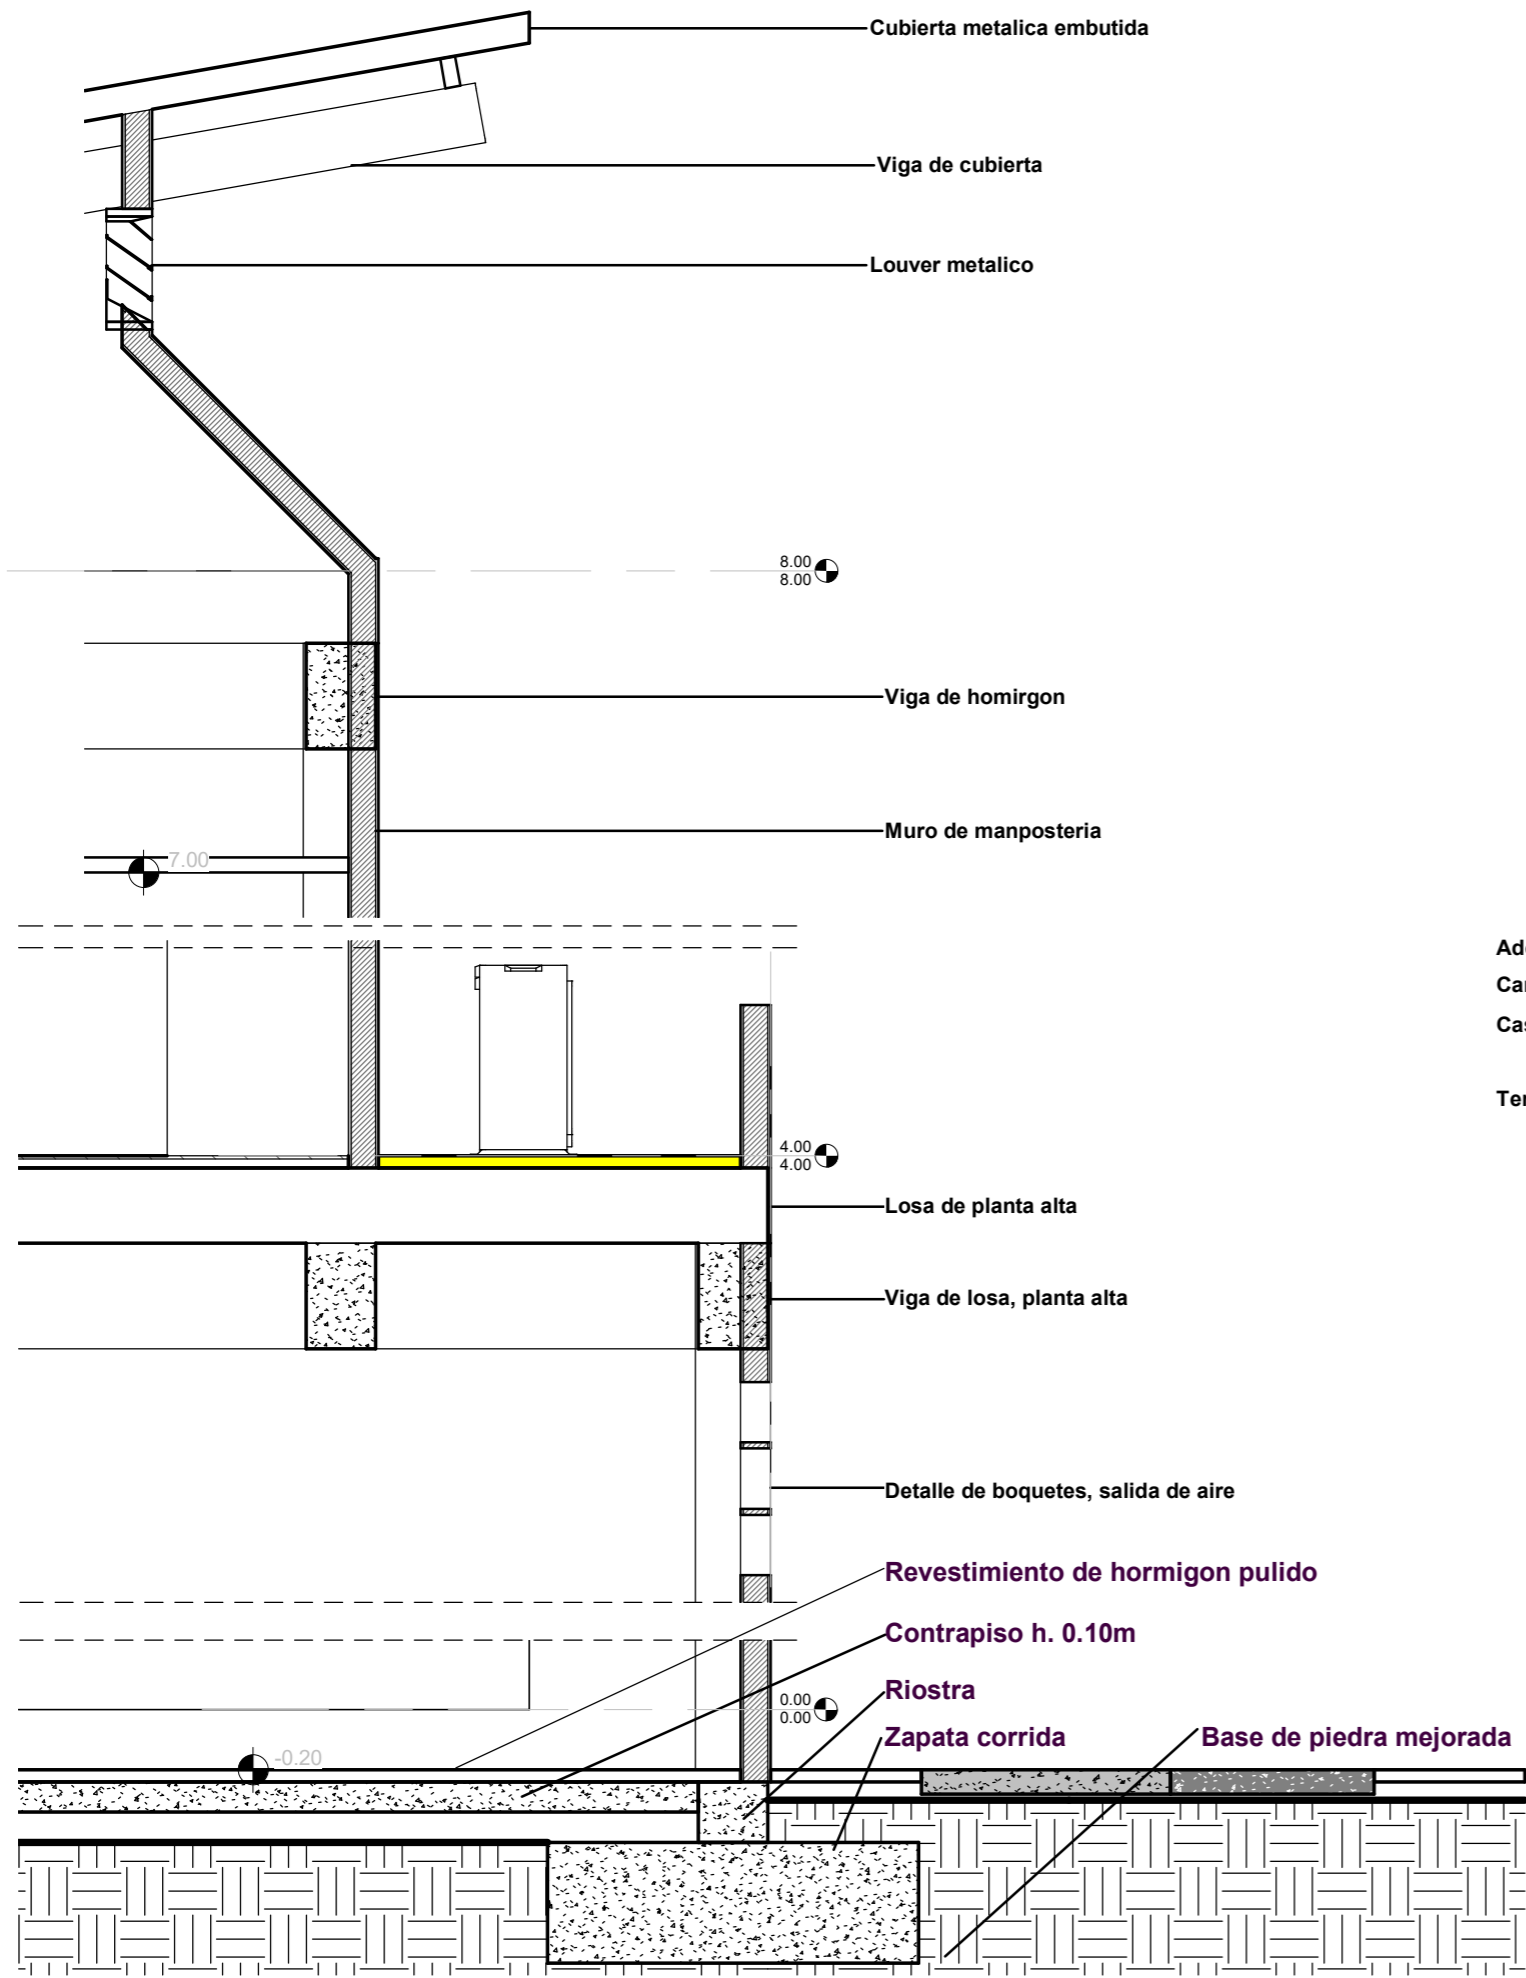 Cubierta metalica embutida
Viga de cubierta
Louver metalico
8.00
8.00
Viga de homirgon
Muro de manposteria
7.00
4.00
4.00
Losa de planta alta
Viga de losa, planta alta
Detalle de boquetes, salida de aire
Revestimiento de hormigon pulido
Contrapiso h. 0.10m
Riostra
0.00
0.00
Zapata corrida
Base de piedra mejorada
-0.20